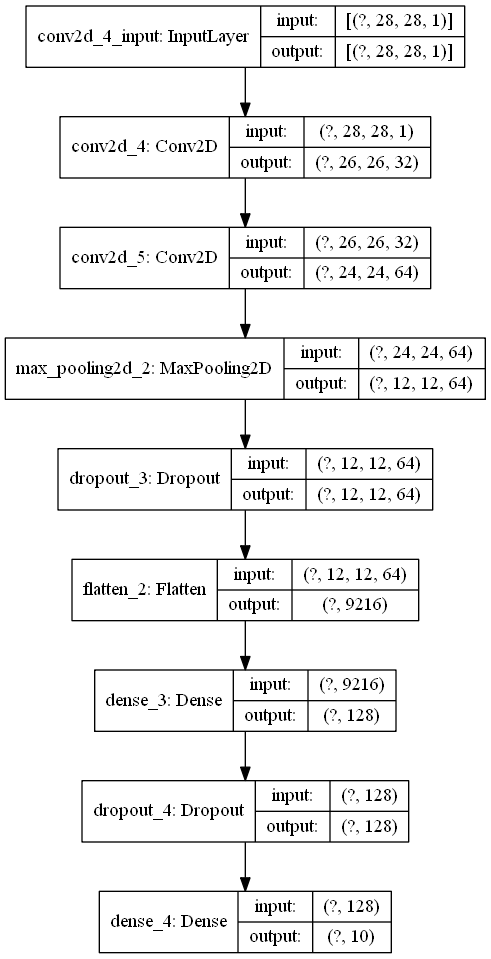 conv2d_4_input: InputLayer input: [(?, 28, 28, 1)]
output: [(?, 28, 28, 1)]
conv2d_4: Conv2D input: (?, 28, 28, 1)
output: (?, 26, 26, 32)
conv2d_5: Conv2D input: (?, 26, 26, 32)
output: (?, 24, 24, 64)
max_pooling2d_2: MaxPooling2D input: (?, 24, 24, 64)
output: (?, 12, 12, 64)
dropout_3: Dropout input: (?, 12, 12, 64)
output: (?, 12, 12, 64)
flatten_2: Flatten input: (?, 12, 12, 64)
output: (?, 9216)
dense_3: Dense input: (?, 9216)
output: (?, 128)
dropout_4: Dropout input: (?, 128)
output: (?, 128)
dense_4: Dense input: (?, 128)
output: (?, 10)